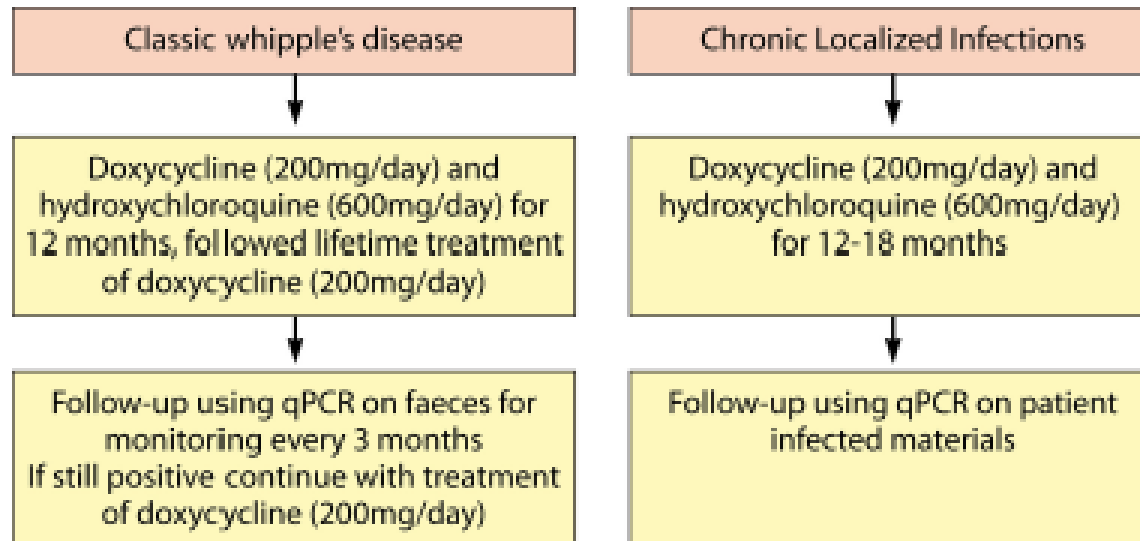 Classic whipple's disease
Doxycycline (200mg/day) and
hydroxychloroquine (600mg/day) for
12 months, followed lifetime treatment
of doxycycline (200mg/day)
Follow-up using qPCR on faeces for
monitoring every 3 months
If still positive continue with treatment
of doxycycline (200mg/day)
Chronic Localized Infections
Doxycycline (200mg/day) and
hydroxychloroquine (600mg/day)
for 12-18 months
Follow-up using qPCR on patient
infected materials